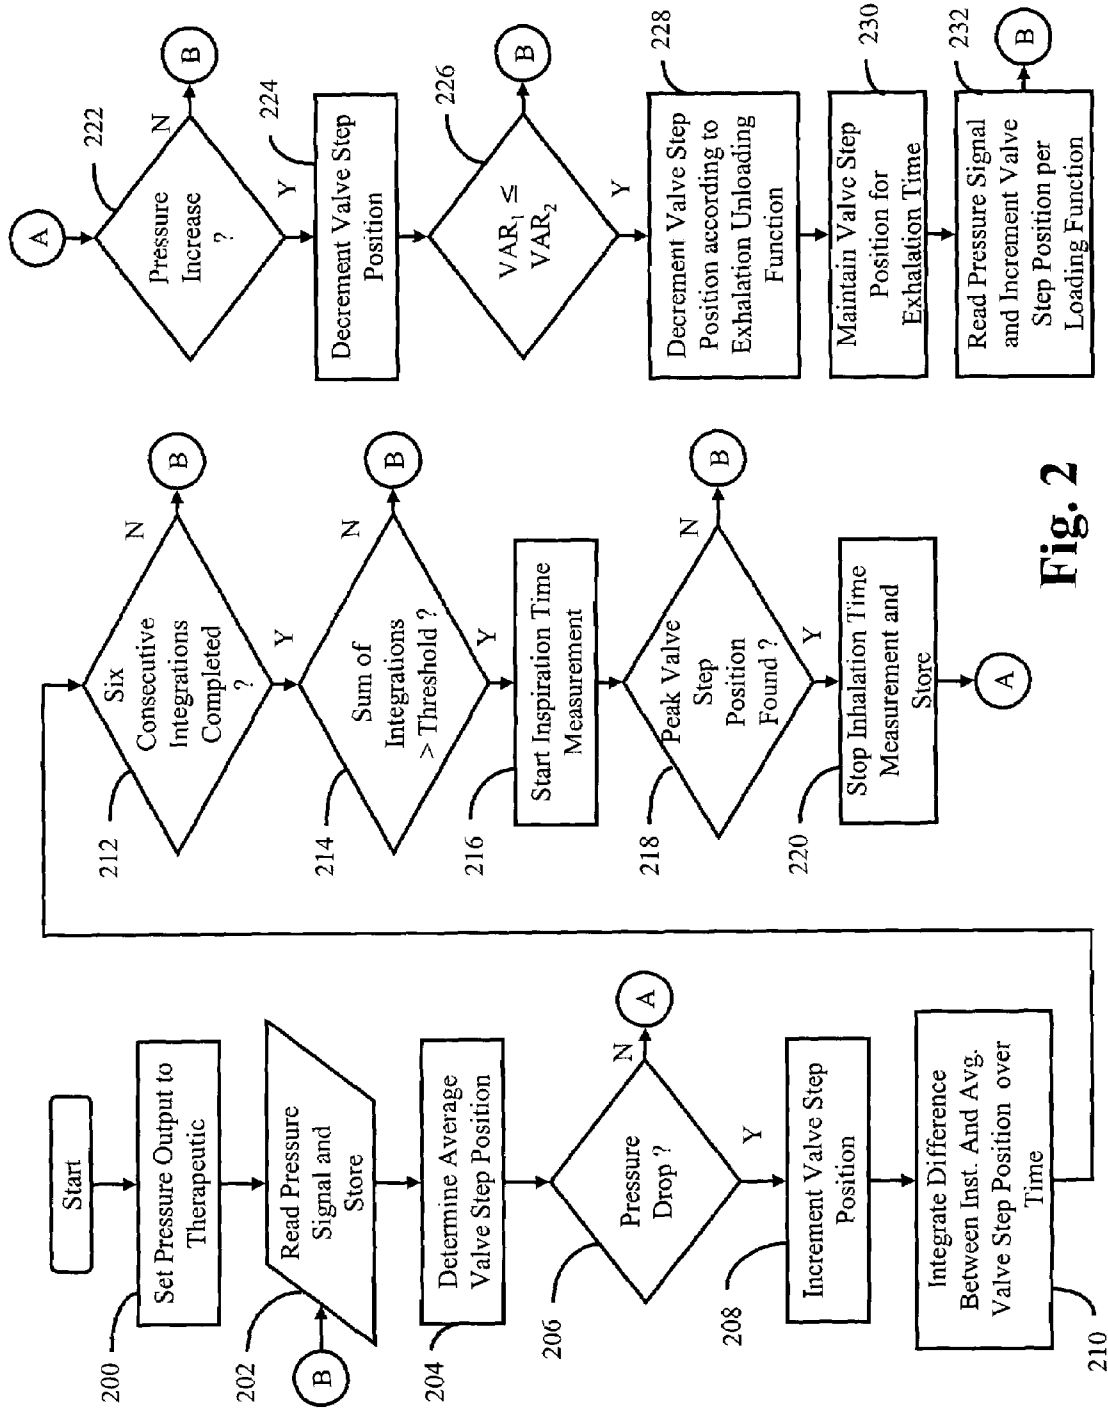 Start
200
Set Pressure Output to
Therapeutic
202
Read Pressure
Signal and
Store
B
204
Determine Average
Valve Step Position
206
Pressure
Drop ?
N
A
Y
208
Increment Valve Step
Position
210
Integrate Difference
Between Inst. And Avg.
Valve Step Position over
Time
212
Six
Consecutive
Integrations
Completed
?
N
B
Y
214
Sum of
Integrations
> Threshold ?
N
B
Y
216
Start Inspiration Time
Measurement
218
Peak Valve
Step
Position
Found ?
N
B
Y
220
Stop Inhalation Time
Measurement and
Store
A
A
222
Pressure
Increase
?
N
B
Y
224
Decrement Valve Step
Position
226
VAR₁ ≤
VAR₂
B
Y
228
Decrement Valve Step
Position according to
Exhalation Unloading
Function
230
Maintain Valve Step
Position for
Exhalation Time
232
Read Pressure Signal
and Increment Valve
Step Position per
Loading Function
B
Fig. 2